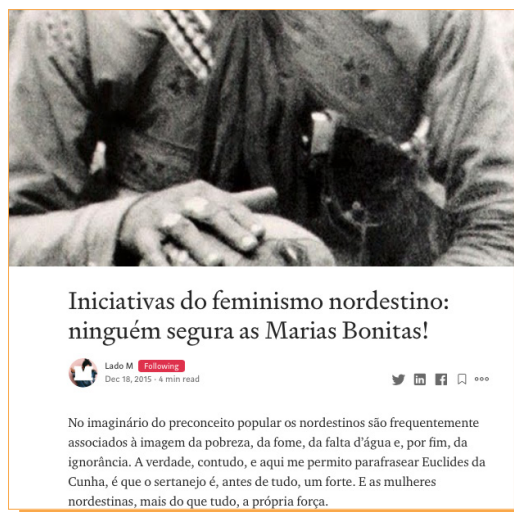 Iniciativas do feminismo nordestino:
ninguém segura as Marias Bonitas!
Lado M Following
Dec 18, 2015 · 4 min read
No imaginário do preconceito popular os nordestinos são frequentemente
associados à imagem da pobreza, da fome, da falta d'água e, por fim, da
ignorância. A verdade, contudo, e aqui me permito parafrasear Euclides da
Cunha, é que o sertanejo é, antes de tudo, um forte. E as mulheres
nordestinas, mais do que tudo, a própria força.